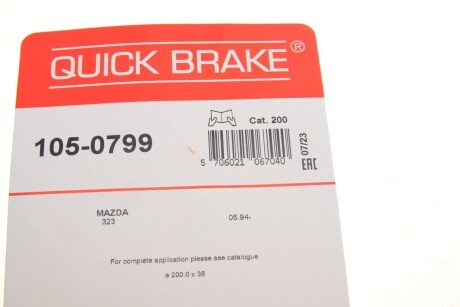 QUICK BRAKE®
Cat. 200
105-0799
5 706021 067040
07/23
EAC
MAZDA
323
06.94-
For complete application please see catalogue
ø 200.0 x 36